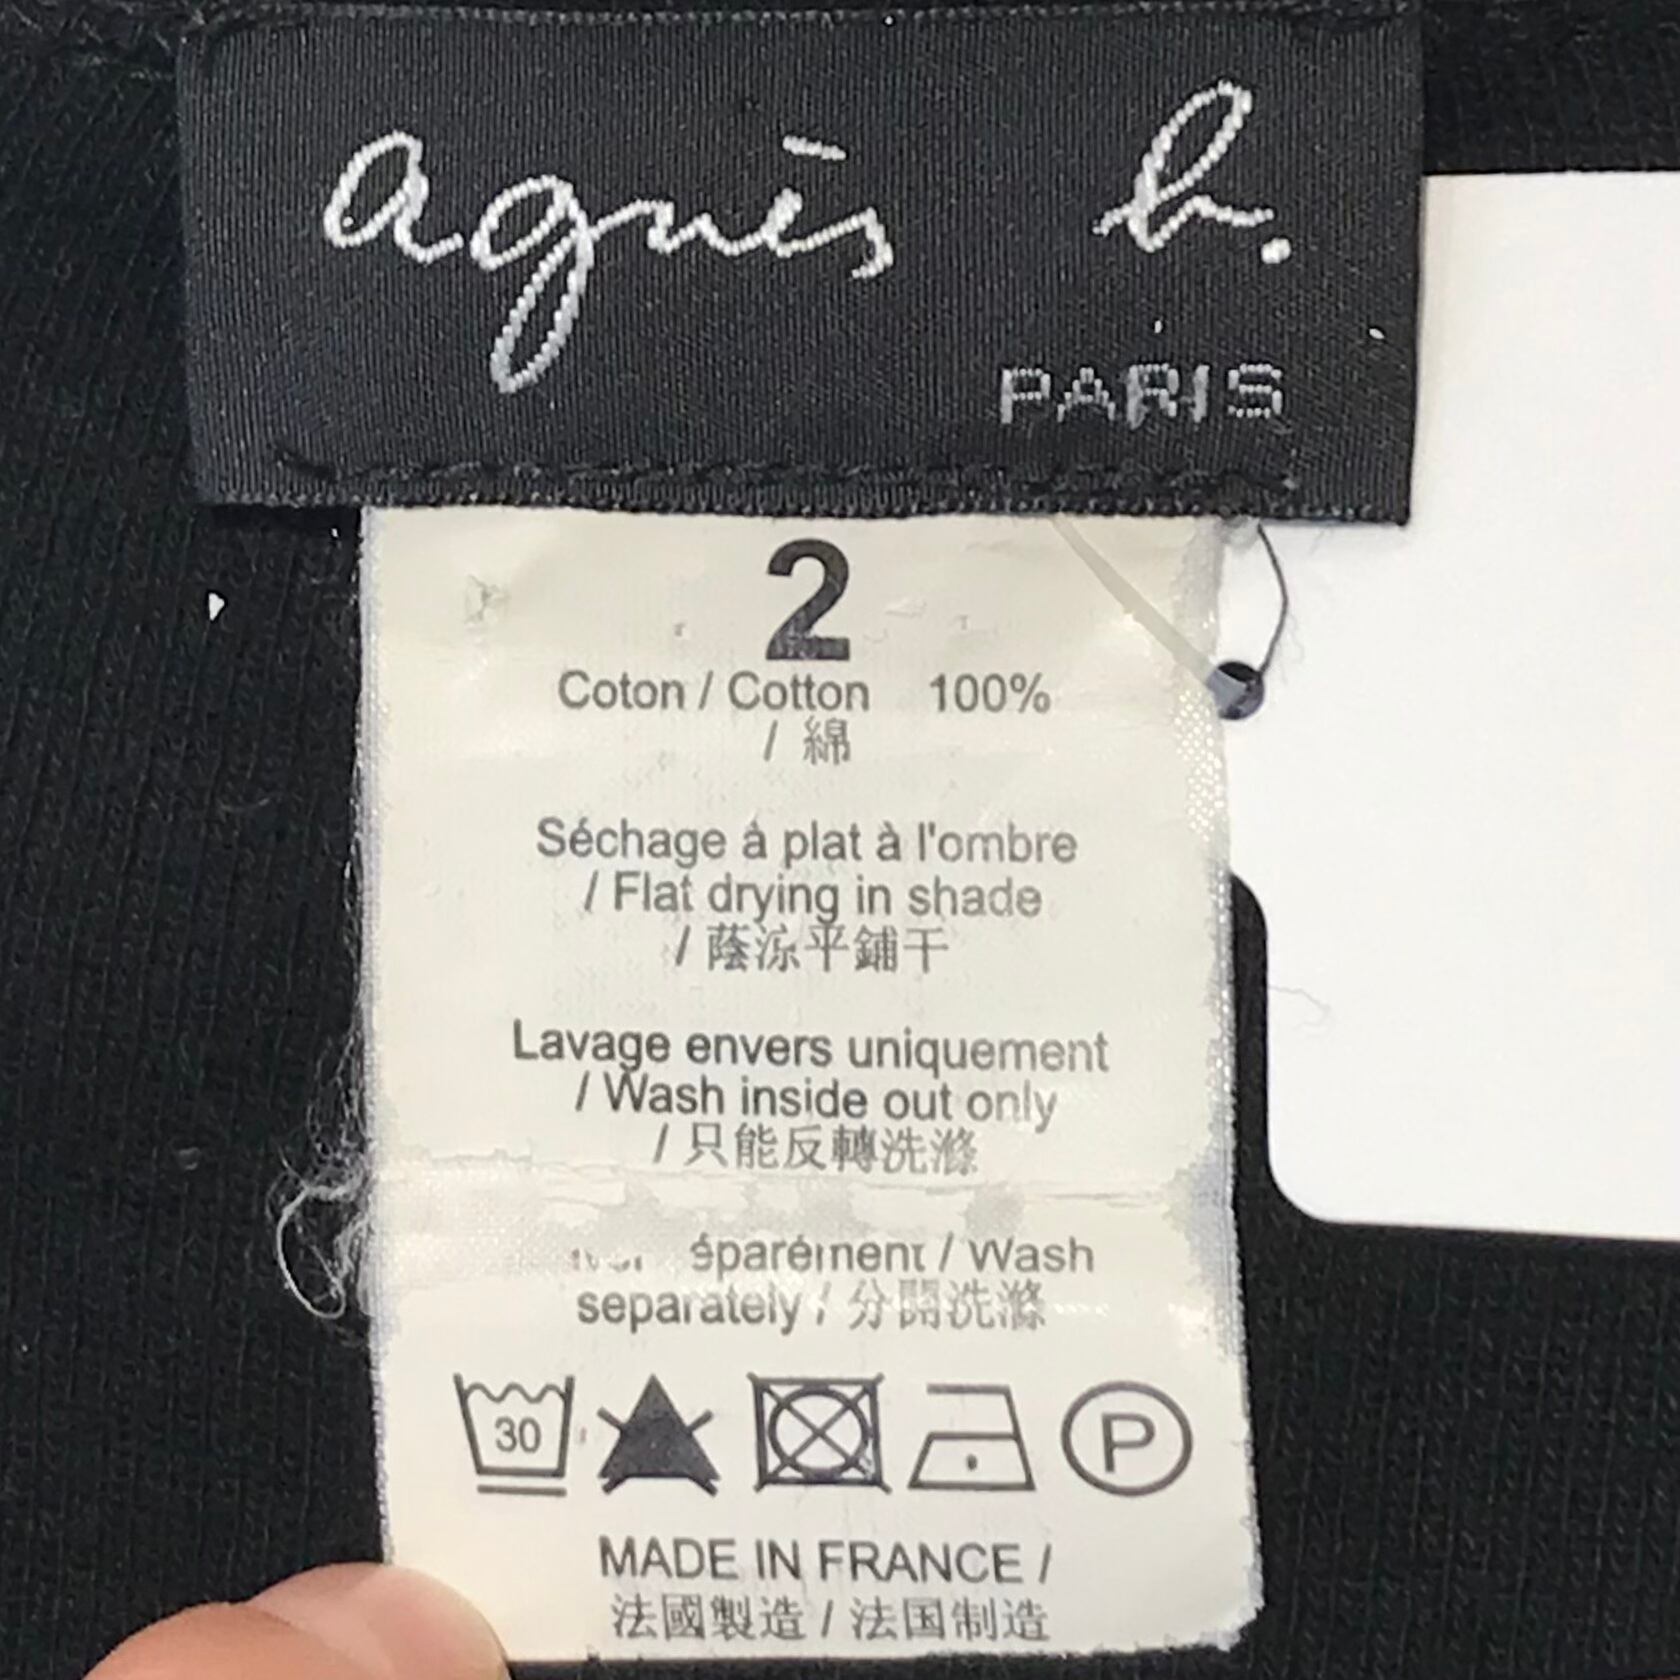 agnès b.
PARIS
2
Coton / Cotton 100%
/ 綿
Séchage à plat à l'ombre
/ Flat drying in shade
/ 蔭涼平鋪干
Lavage envers uniquement
/ Wash inside out only
/ 只能反轉洗滌
/ Wash
separately / 分開洗滌
30
P
MADE IN FRANCE /
法國製造 / 法国制造